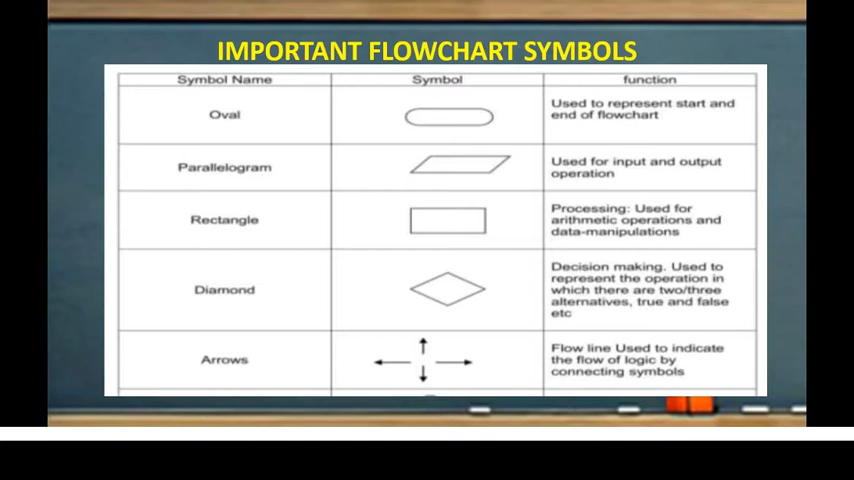 IMPORTANT FLOWCHART SYMBOLS
Symbol Name Symbol function
Oval
Used to represent start and
end of flowchart
Parallelogram
Used for input and output
operation
Rectangle
Processing: Used for
arithmetic operations and
data-manipulations
Diamond
Decision making. Used to
represent the operation in
which there are two/three
alternatives, true and false
etc
Arrows
Flow line Used to indicate
the flow of logic by
connecting symbols